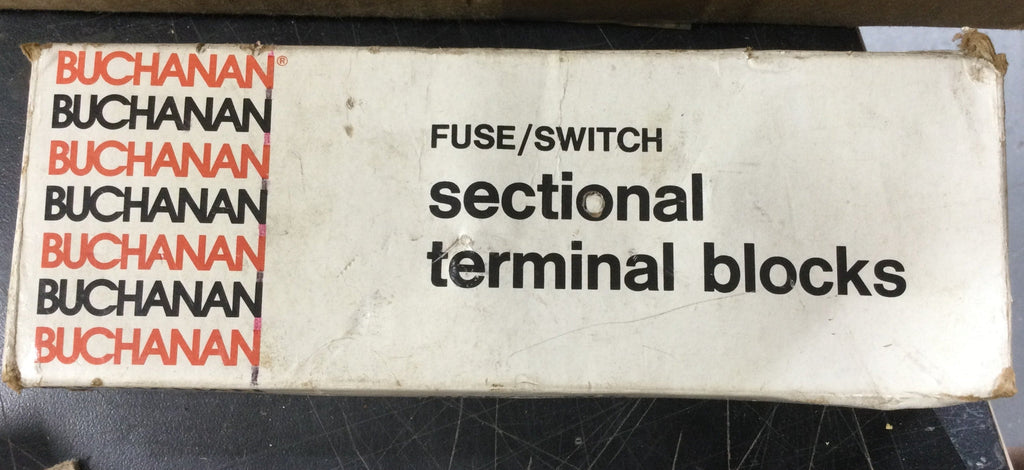 BUCHANAN®
BUCHANAN
BUCHANAN
BUCHANAN
BUCHANAN
BUCHANAN
BUCHANAN
FUSE/SWITCH
sectional
terminal blocks